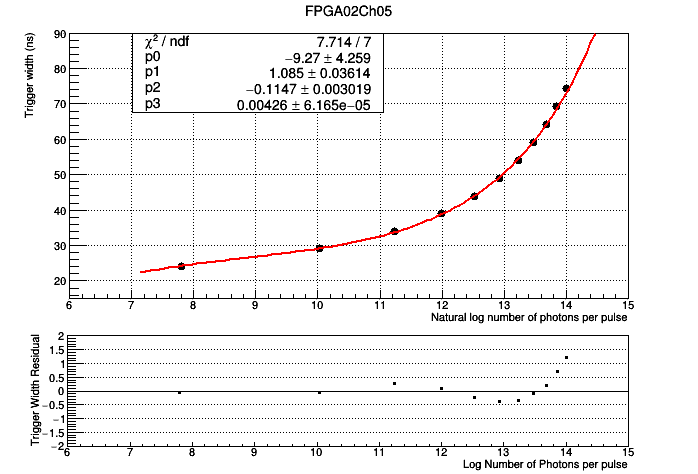 FPGA02Ch05
χ² / ndf 7.714 / 7
p0 −9.27 ± 4.259
p1 1.085 ± 0.03614
p2 −0.1147 ± 0.003019
p3 0.00426 ± 6.165e−05
Trigger width (ns)
90
80
70
60
50
40
30
20
6 7 8 9 10 11 12 13 14 15
Natural log number of photons per pulse
Trigger Width Residual
2
1.5
1
0.5
0
−0.5
−1
−1.5
−2
6 7 8 9 10 11 12 13 14 15
Log Number of Photons per pulse